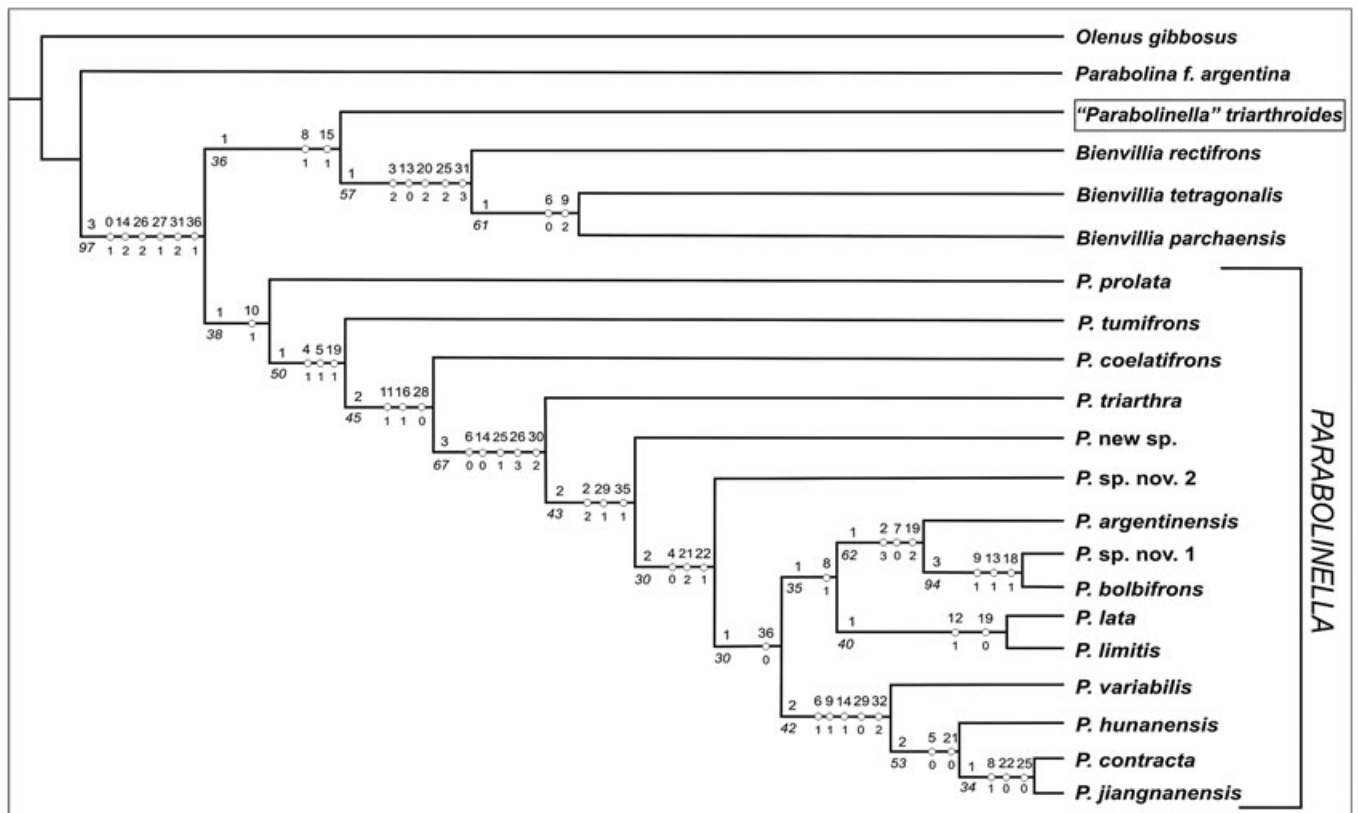 Olenus gibbosus
Parabolina f. argentina
"Parabolinella" triarthroides
1 8 15
36 1 1
Bienvillia rectifrons
1 3 13 20 25 31
57 2 0 2 2 3
Bienvillia tetragonalis
1 6 9
61 0 2
Bienvillia parchaensis
3 0 14 26 27 31 36
97 1 2 2 1 2 1
P. prolata
1 10
38 1
P. tumifrons
1 4 5 19
50 1 1 1
P. coelatifrons
2 11 16 28
45 1 1 0
P. triarthra
3 6 14 25 26 30
67 0 0 1 3 2
P. new sp.
2 2 29 35
43 2 1 1
P. sp. nov. 2
2 4 21 22
30 0 2 1
P. argentinensis
1 2 7 19
62 3 0 2
P. sp. nov. 1
3 9 13 18
94 1 1 1
P. bolbifrons
1 8
35 1
P. lata
1 12 19
40 1 0
P. limitis
1 36
30 0
P. variabilis
2 6 9 14 29 32
42 1 1 1 0 2
P. hunanensis
2 5 21
53 0 0
P. contracta
1 8 22 25
34 1 0 0
P. jiangnanensis
PARABOLINELLA